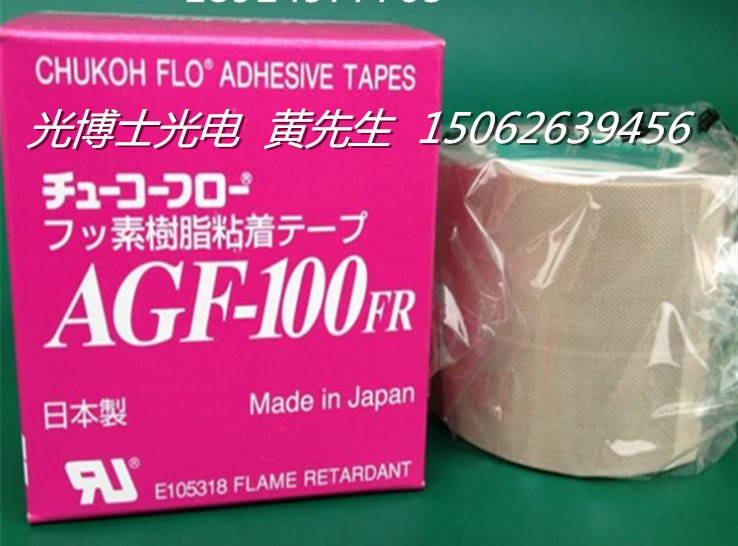 CHUKOH FLO® ADHESIVE TAPES
光博士光电 黄先生 15062639456
チューコーフロー®
フッ素樹脂粘着テープ
AGF-100FR
日本製
Made in Japan
®
E105318 FLAME RETARDANT